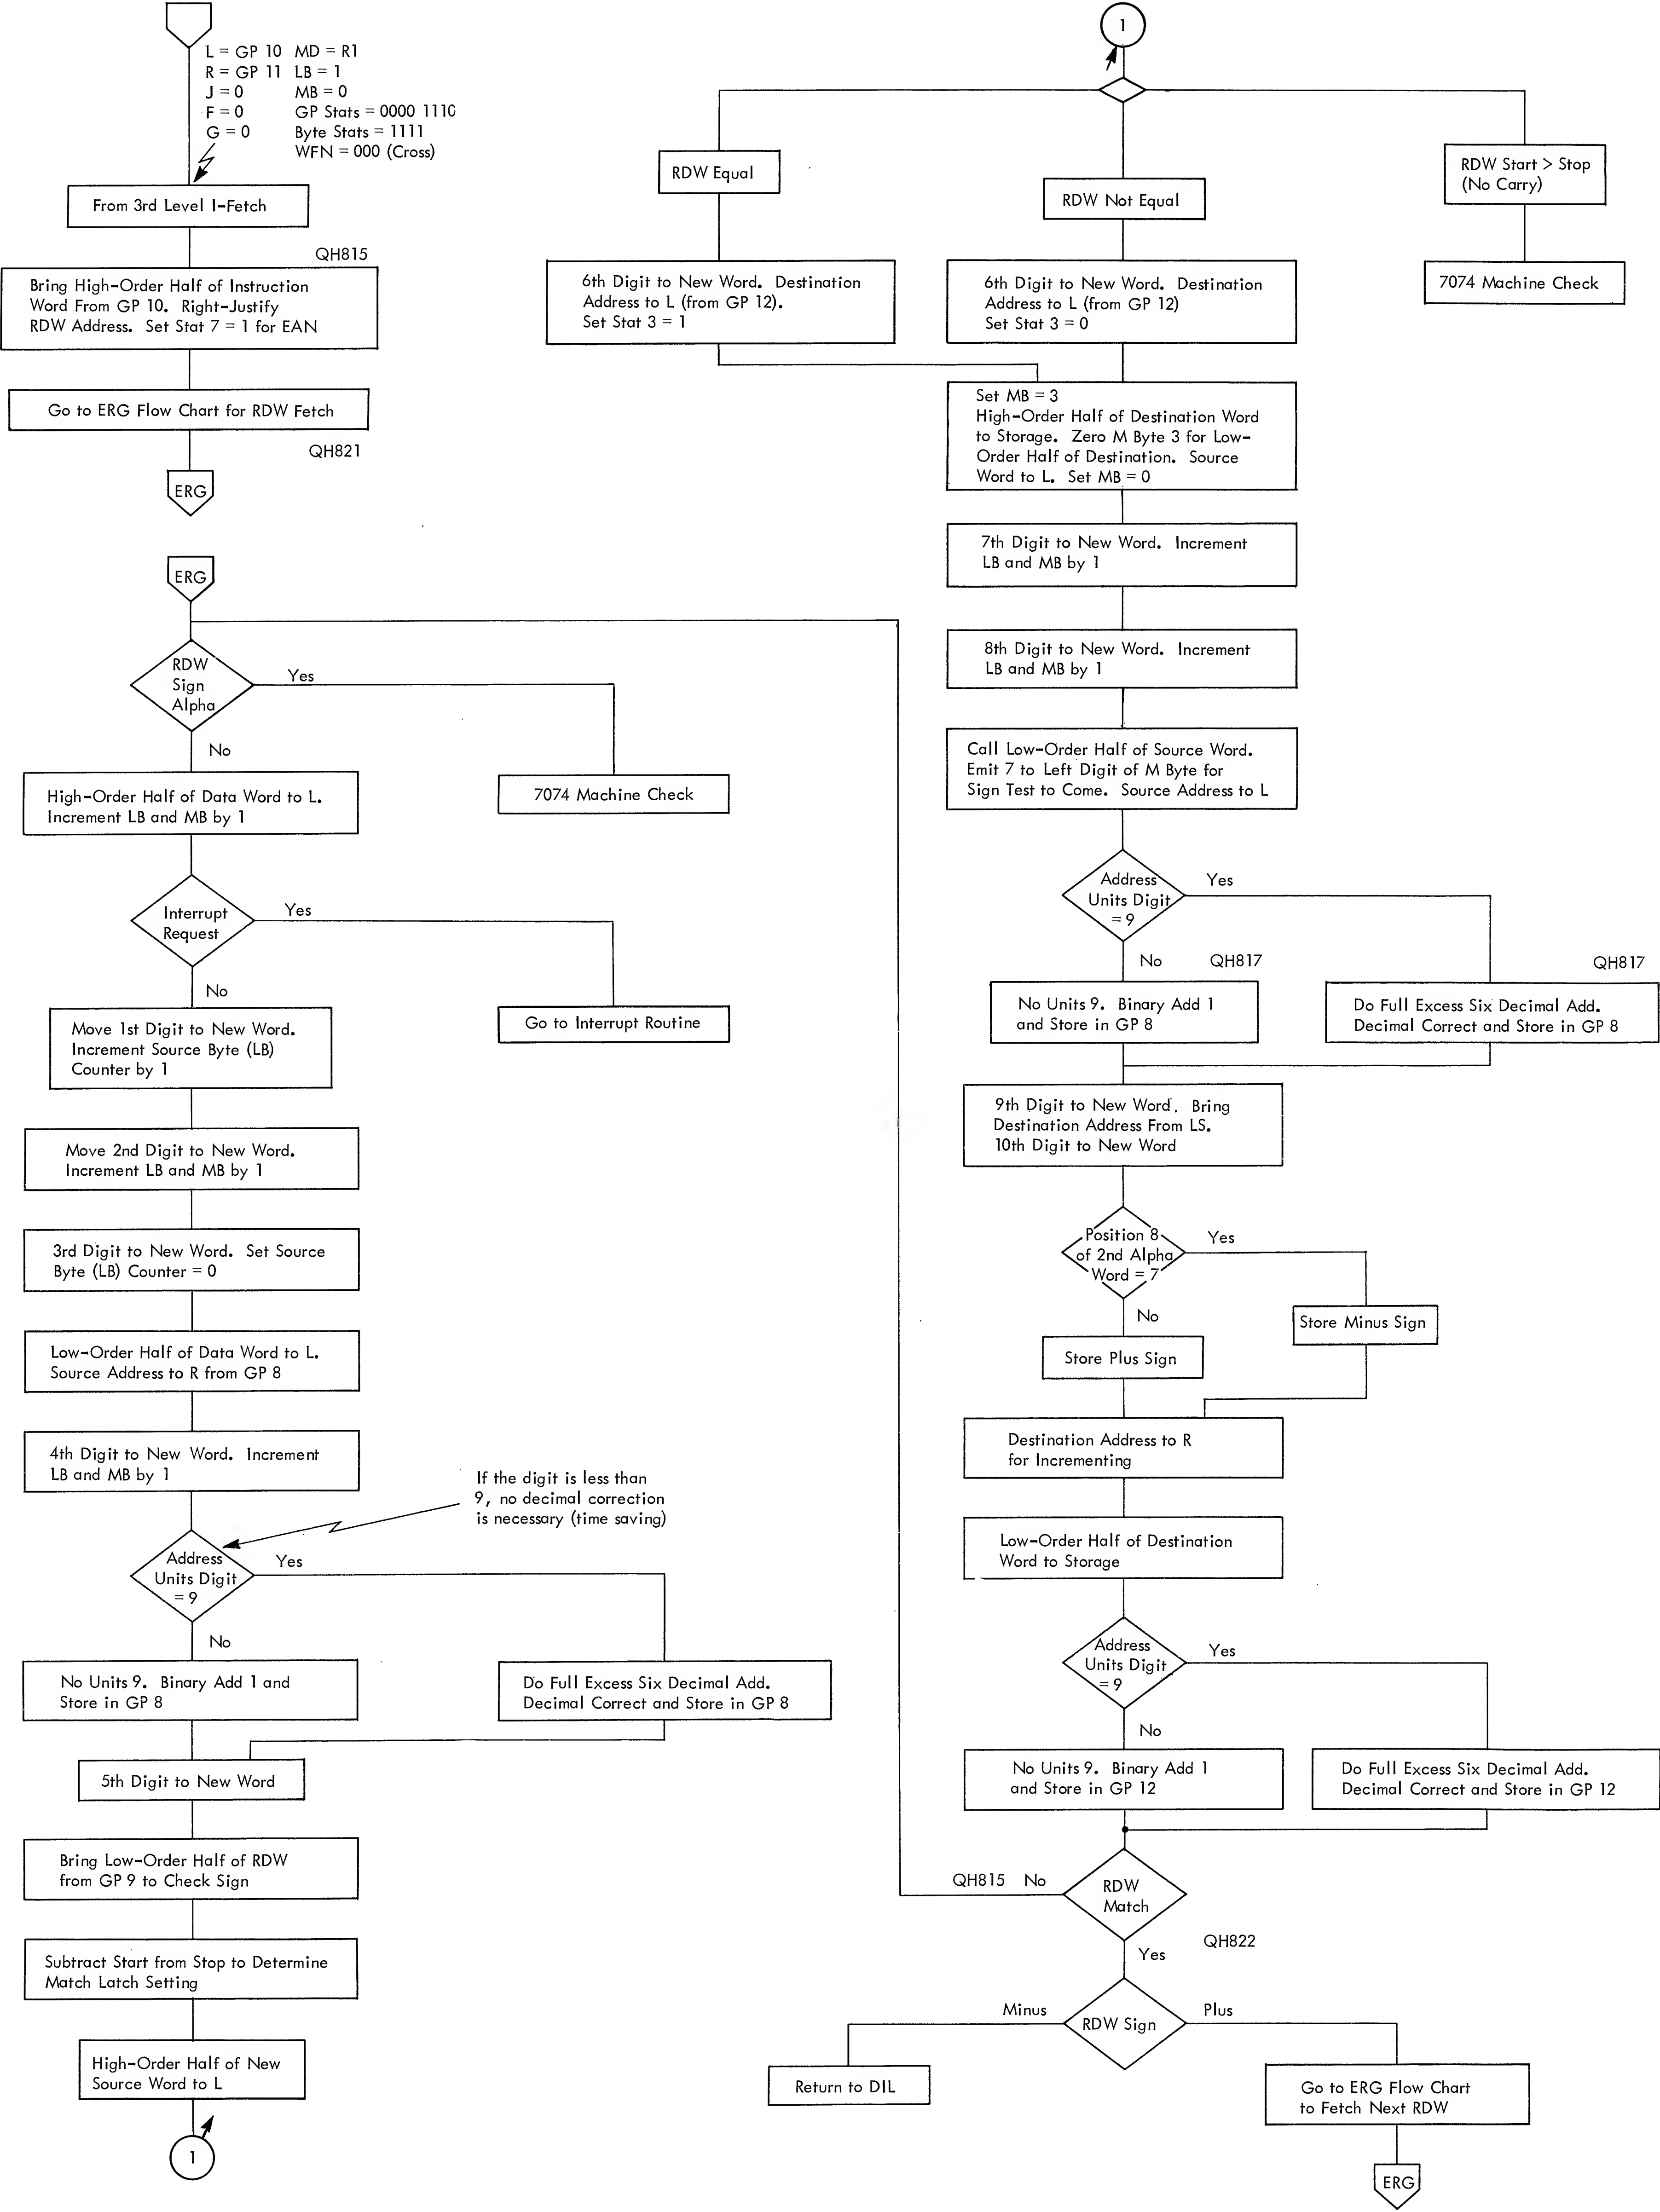 L = GP 10 MD = R1
R = GP 11 LB = 1
J = 0 MB = 0
F = 0 GP Stats = 0000 1110
G = 0 Byte Stats = 1111
WFN = 000 (Cross)
From 3rd Level I-Fetch
QH815
Bring High-Order Half of Instruction
Word From GP 10. Right-Justify
RDW Address. Set Stat 7 = 1 for EAN
Go to ERG Flow Chart for RDW Fetch
QH821
ERG
ERG
RDW
Sign
Alpha
Yes
No
7074 Machine Check
High-Order Half of Data Word to L.
Increment LB and MB by 1
Interrupt
Request
Yes
No
Go to Interrupt Routine
Move 1st Digit to New Word.
Increment Source Byte (LB)
Counter by 1
Move 2nd Digit to New Word.
Increment LB and MB by 1
3rd Digit to New Word. Set Source
Byte (LB) Counter = 0
Low-Order Half of Data Word to L.
Source Address to R from GP 8
4th Digit to New Word. Increment
LB and MB by 1
If the digit is less than
9, no decimal correction
is necessary (time saving)
Address
Units Digit
= 9
Yes
No
No Units 9. Binary Add 1 and
Store in GP 8
Do Full Excess Six Decimal Add.
Decimal Correct and Store in GP 8
5th Digit to New Word
Bring Low-Order Half of RDW
from GP 9 to Check Sign
Subtract Start from Stop to Determine
Match Latch Setting
High-Order Half of New
Source Word to L
1
1
RDW Equal
RDW Not Equal
RDW Start > Stop
(No Carry)
6th Digit to New Word. Destination
Address to L (from GP 12).
Set Stat 3 = 1
6th Digit to New Word. Destination
Address to L (from GP 12)
Set Stat 3 = 0
7074 Machine Check
Set MB = 3
High-Order Half of Destination Word
to Storage. Zero M Byte 3 for Low-
Order Half of Destination. Source
Word to L. Set MB = 0
7th Digit to New Word. Increment
LB and MB by 1
8th Digit to New Word. Increment
LB and MB by 1
Call Low-Order Half of Source Word.
Emit 7 to Left Digit of M Byte for
Sign Test to Come. Source Address to L
Address
Units Digit
= 9
Yes
No
QH817
QH817
No Units 9. Binary Add 1
and Store in GP 8
Do Full Excess Six Decimal Add.
Decimal Correct and Store in GP 8
9th Digit to New Word. Bring
Destination Address From LS.
10th Digit to New Word
Position 8
of 2nd Alpha
Word = 7
Yes
No
Store Minus Sign
Store Plus Sign
Destination Address to R
for Incrementing
Low-Order Half of Destination
Word to Storage
Address
Units Digit
= 9
Yes
No
No Units 9. Binary Add 1
and Store in GP 12
Do Full Excess Six Decimal Add.
Decimal Correct and Store in GP 12
QH815 No
RDW
Match
Yes
QH822
Minus
RDW Sign
Plus
Return to DIL
Go to ERG Flow Chart
to Fetch Next RDW
ERG